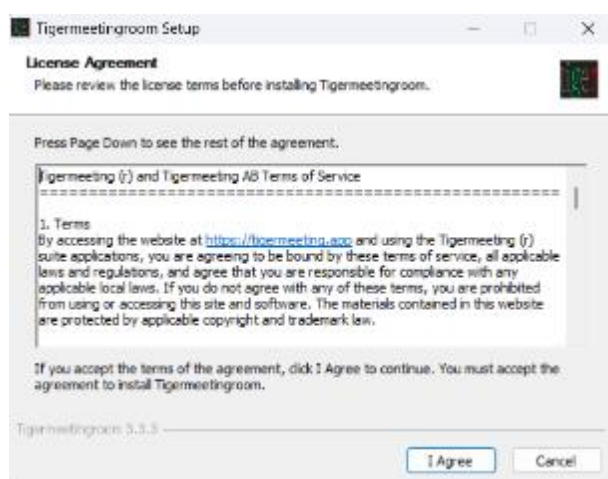 Tigermeetingroom Setup
License Agreement
Please review the license terms before installing Tigermeetingroom.
Press Page Down to see the rest of the agreement.
Tigermeeting (r) and Tigermeeting AB Terms of Service
=====================================================
1. Terms
By accessing the website at https://tigermeeting.app and using the Tigermeeting (r)
suite applications, you are agreeing to be bound by these terms of service, all applicable
laws and regulations, and agree that you are responsible for compliance with any
applicable local laws. If you do not agree with any of these terms, you are prohibited
from using or accessing this site and software. The materials contained in this website
are protected by applicable copyright and trademark law.
If you accept the terms of the agreement, click I Agree to continue. You must accept the
agreement to install Tigermeetingroom.
Tigermeetingroom 3.3.3
I Agree
Cancel